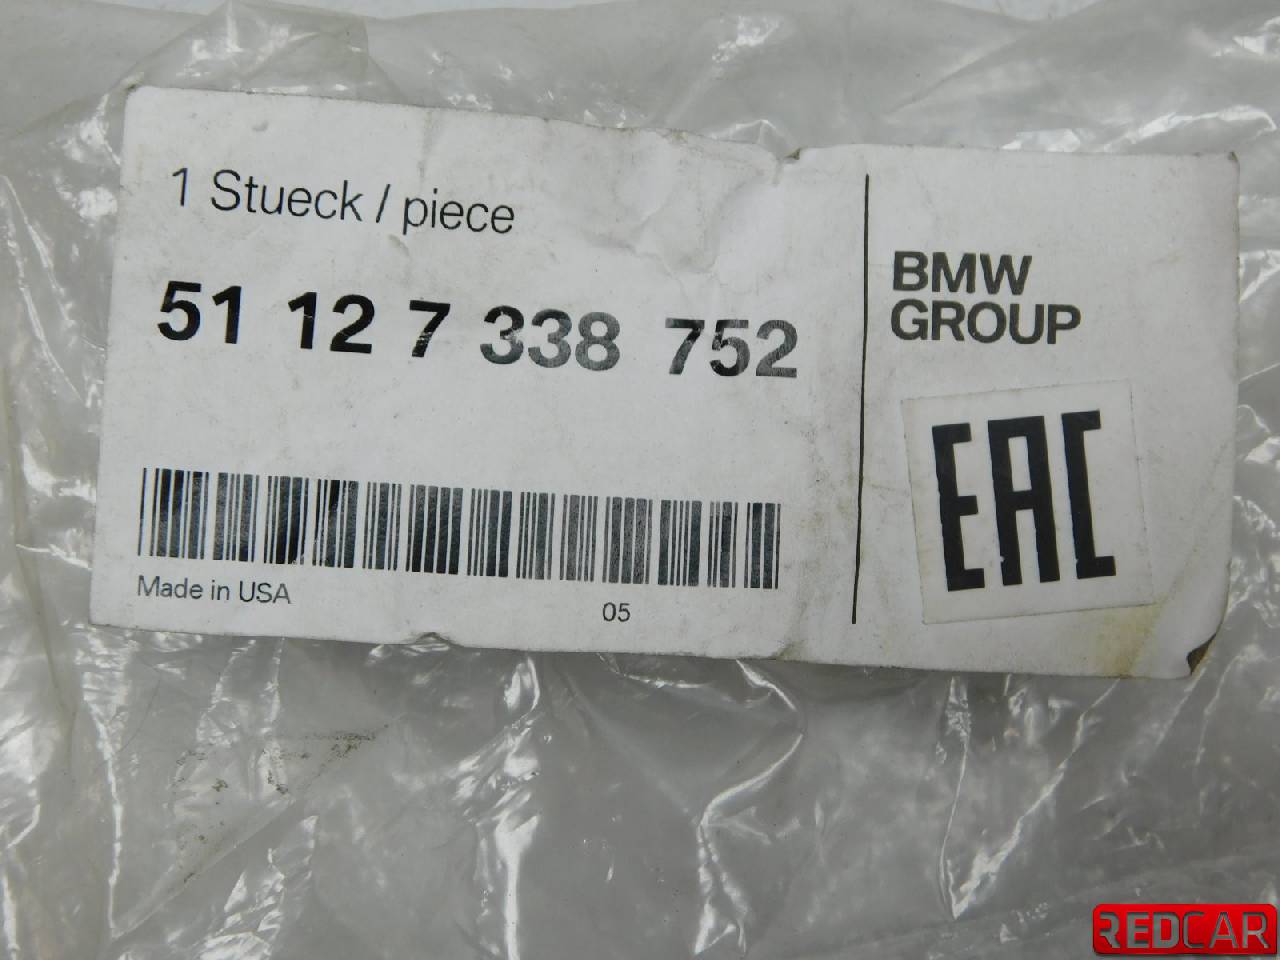 1 Stueck / piece
51 12 7 338 752
Made in USA
05
BMW
GROUP
EAC
REDCAR